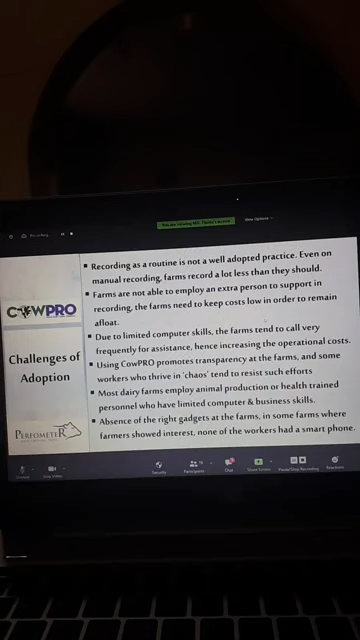 View Options
Recording...
▪ Recording as a routine is not a well adopted practice. Even on
manual recording, farms record a lot less than they should.
▪ Farms are not able to employ an extra person to support in
recording, the farms need to keep costs low in order to remain
afloat.
▪ Due to limited computer skills, the farms tend to call very
frequently for assistance, hence increasing the operational costs.
▪ Using CowPRO promotes transparency at the farms, and some
workers who thrive in 'chaos' tend to resist such efforts
▪ Most dairy farms employ animal production or health trained
personnel who have limited computer & business skills.
▪ Absence of the right gadgets at the farms, in some farms where
farmers showed interest, none of the workers had a smart phone.
COWPRO
Challenges of
Adoption
PERFOMETER
Security
Participants
Chat
Share Screen
Pause/Stop Recording
Reactions